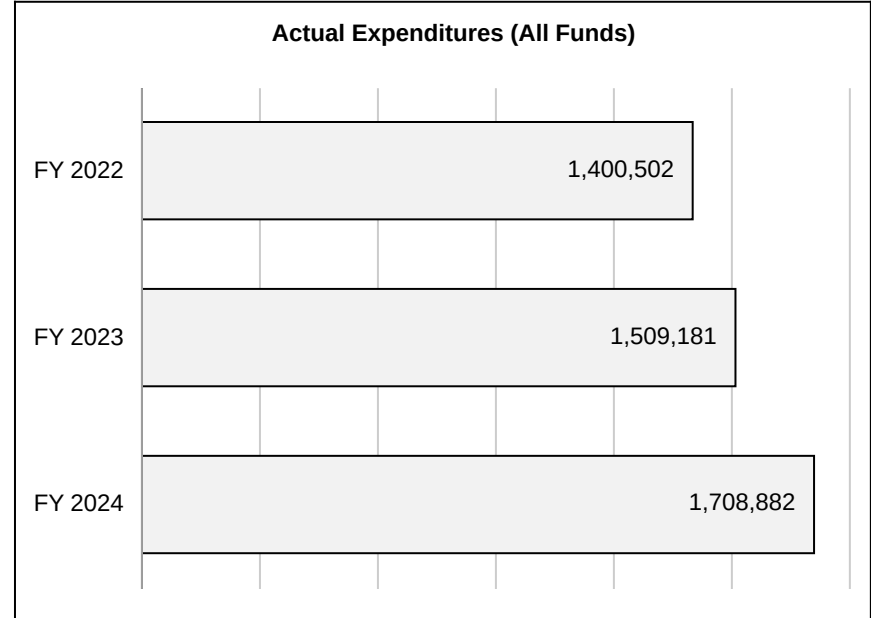 Actual Expenditures (All Funds)
FY 2022 1,400,502
FY 2023 1,509,181
FY 2024 1,708,882